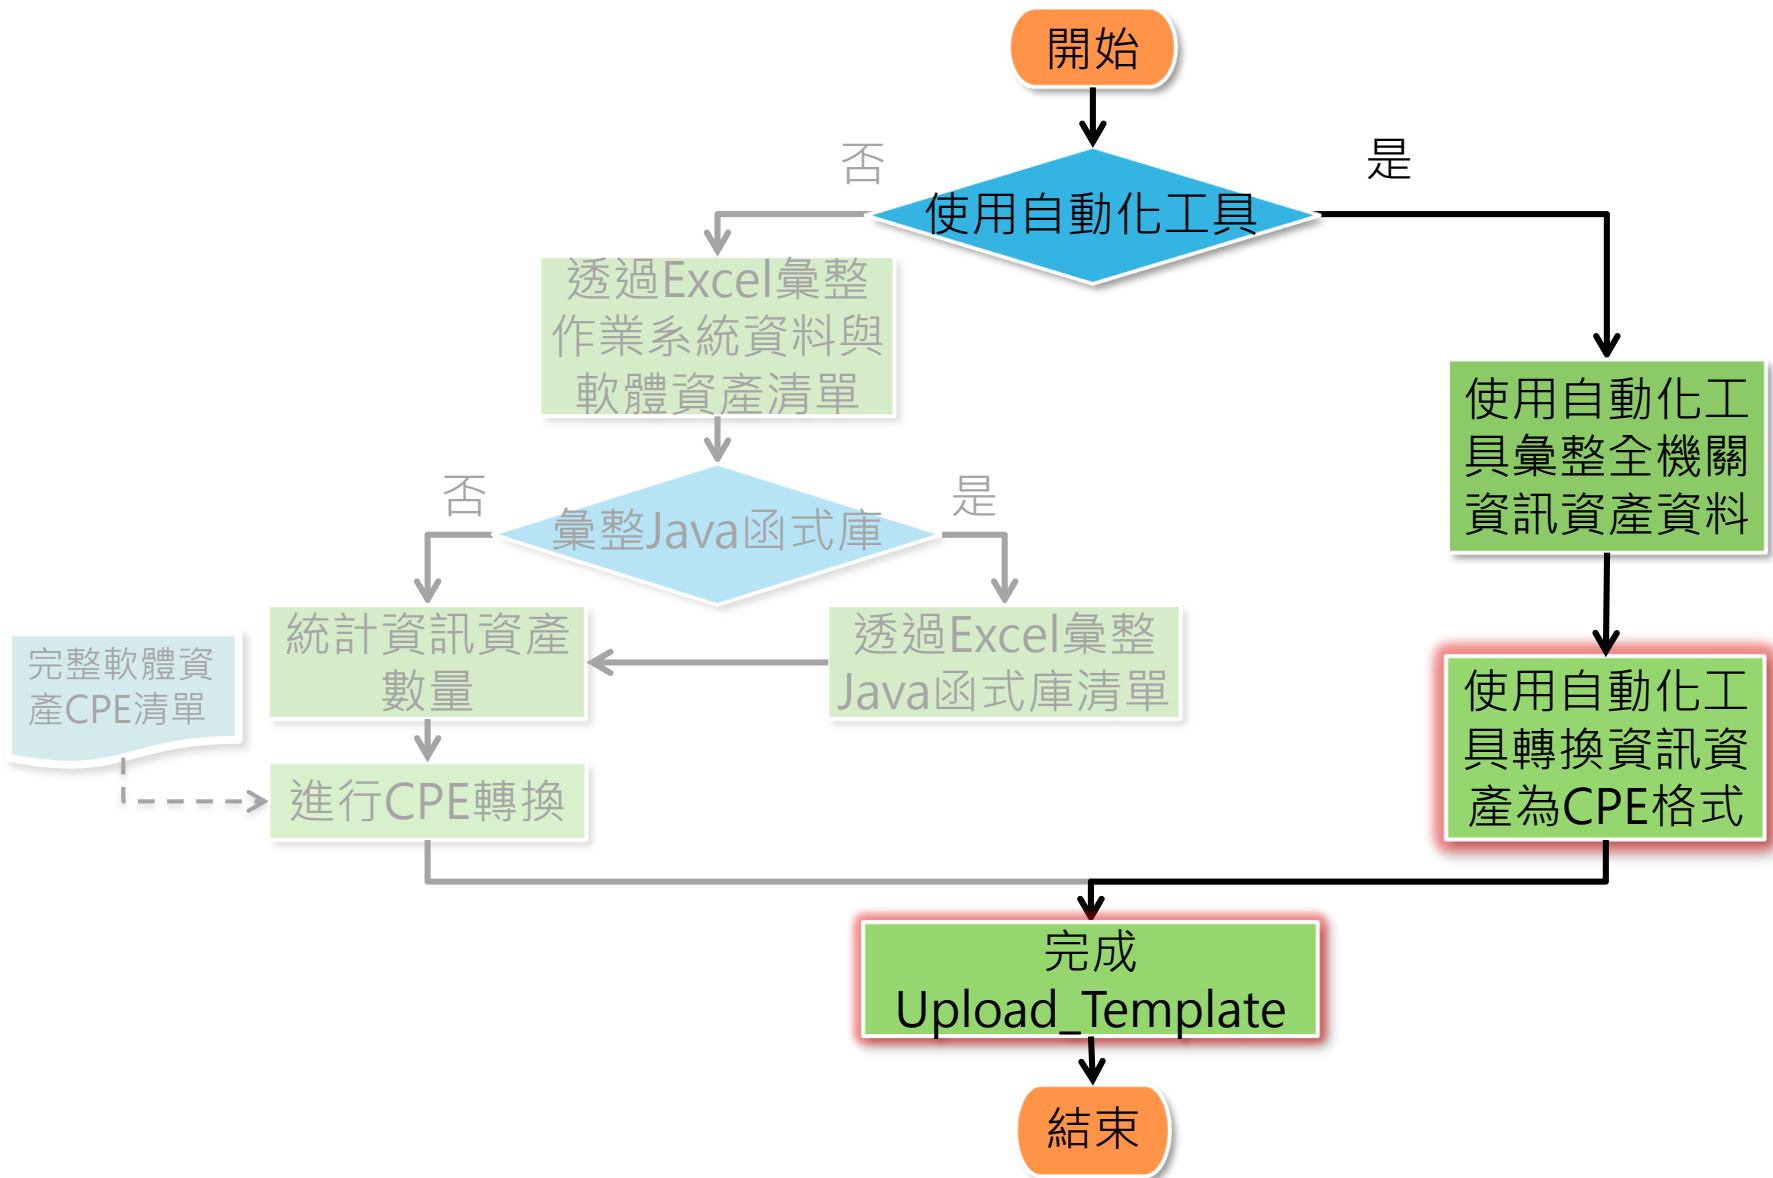 開始
否
是
使用自動化工具
透過Excel彙整
作業系統資料與
軟體資產清單
使用自動化工
具彙整全機關
資訊資產資料
否
是
彙整Java函式庫
統計資訊資產
數量
透過Excel彙整
Java函式庫清單
完整軟體資
產CPE清單
使用自動化工
具轉換資訊資
產為CPE格式
進行CPE轉換
完成
Upload_Template
結束